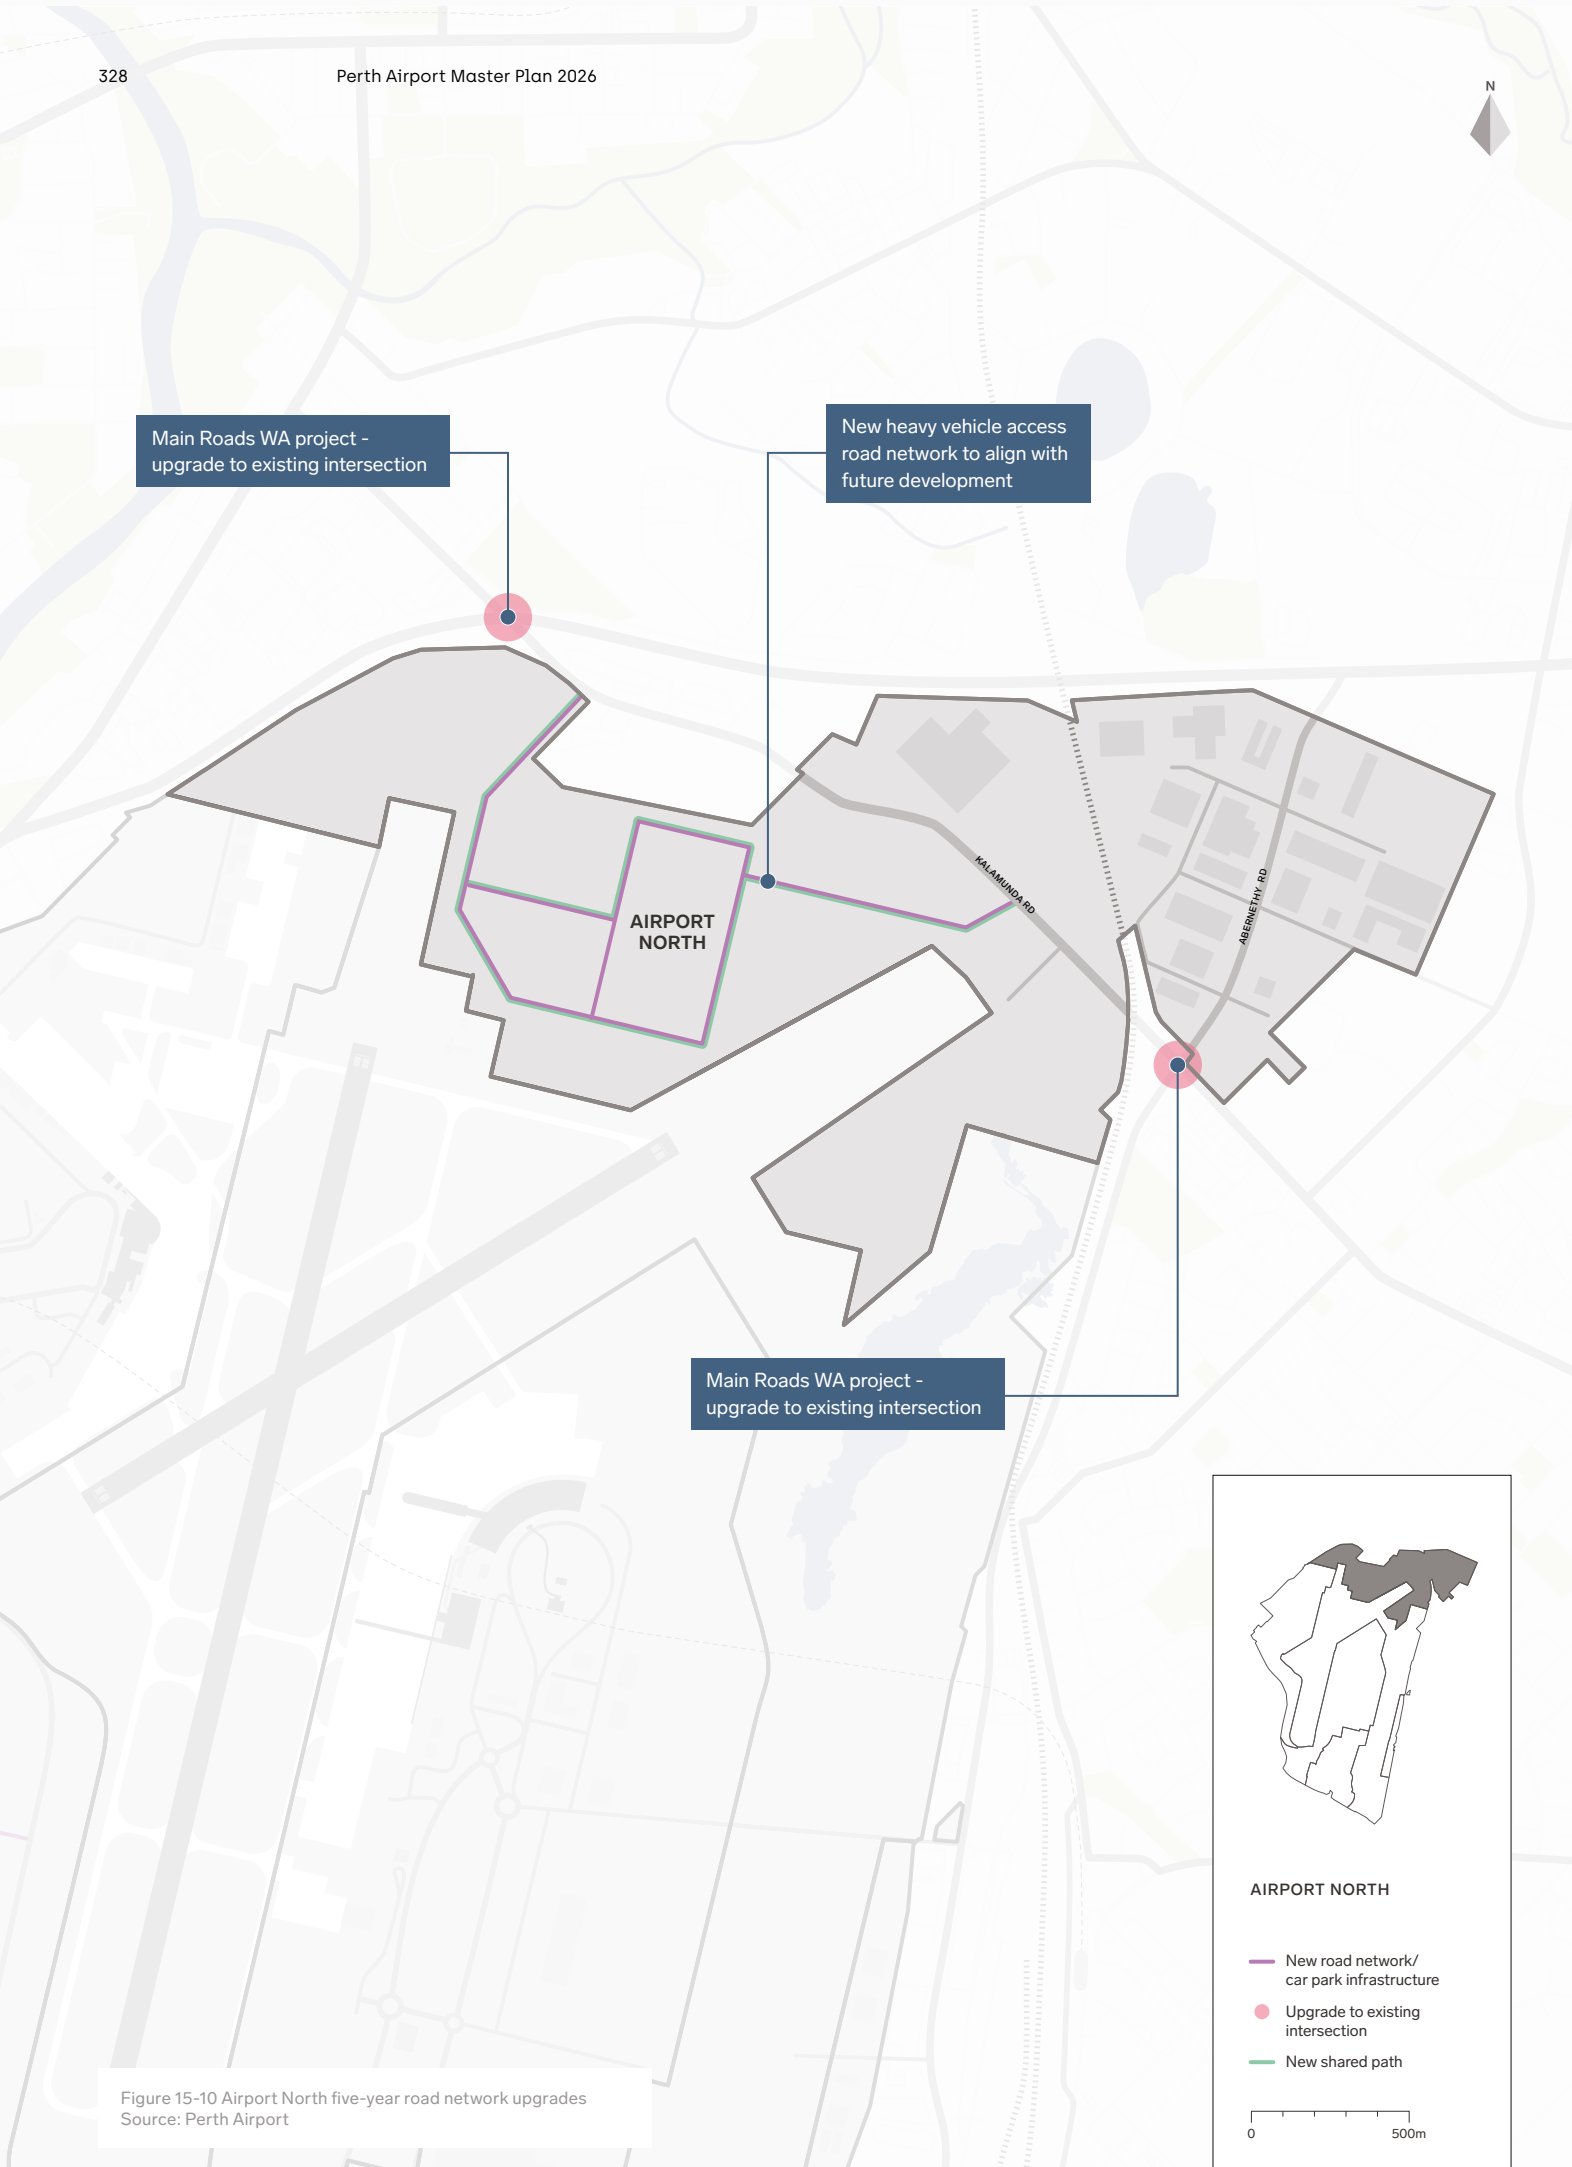 328
Perth Airport Master Plan 2026
N
Main Roads WA project -
upgrade to existing intersection
New heavy vehicle access
road network to align with
future development
KALAMUNDA RD
ABERNETHY RD
AIRPORT
NORTH
Main Roads WA project -
upgrade to existing intersection
AIRPORT NORTH
New road network/
car park infrastructure
Upgrade to existing
intersection
New shared path
0
500m
Figure 15-10 Airport North five-year road network upgrades
Source: Perth Airport